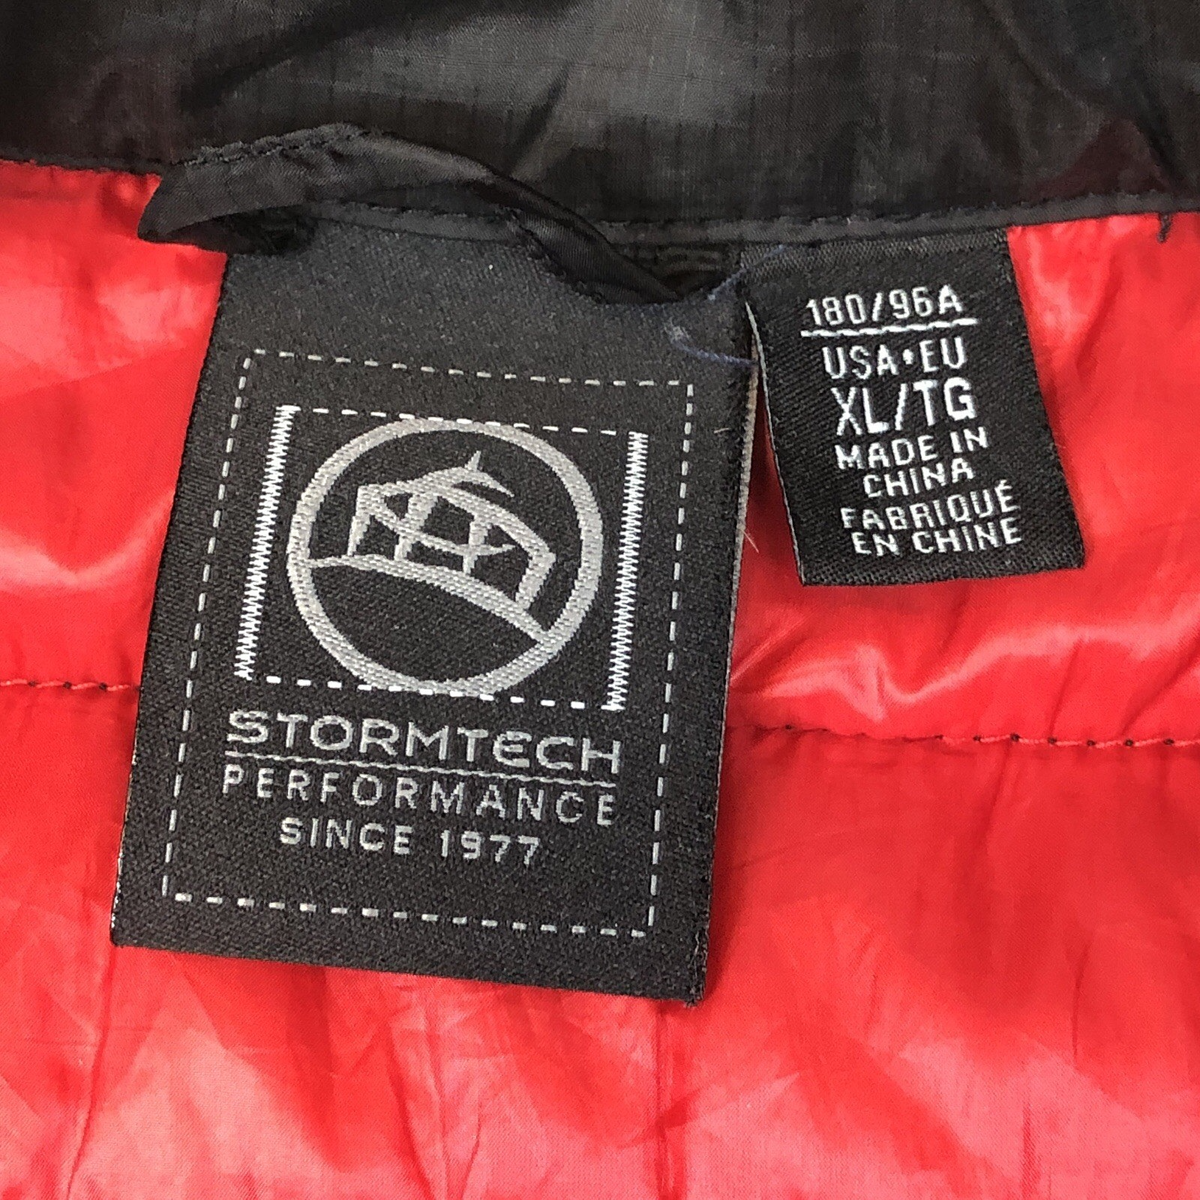 STORMTECH
PERFORMANCE
SINCE 1977
180/96A
USA•EU
XL/TG
MADE IN
CHINA
FABRIQUÉ
EN CHINE